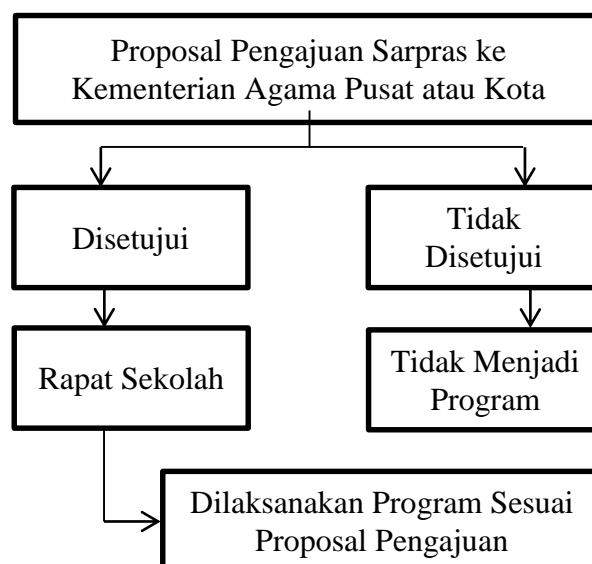 Proposal Pengajuan Sarpras ke
Kementerian Agama Pusat atau Kota
Disetujui
Tidak
Disetujui
Rapat Sekolah
Tidak Menjadi
Program
Dilaksanakan Program Sesuai
Proposal Pengajuan